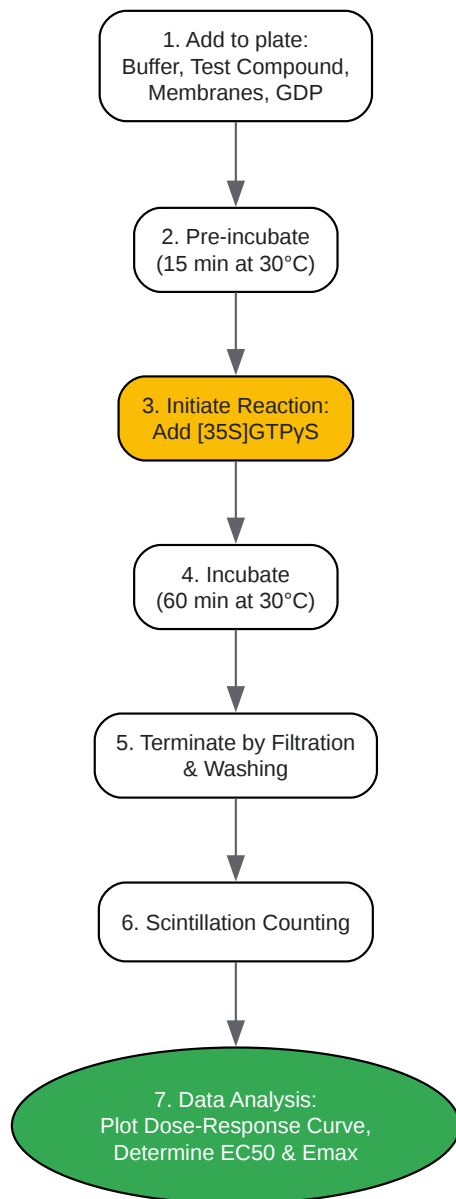 1. Add to plate:
Buffer, Test Compound,
Membranes, GDP
2. Pre-incubate
(15 min at 30°C)
3. Initiate Reaction:
Add [35S]GTPγS
4. Incubate
(60 min at 30°C)
5. Terminate by Filtration
& Washing
6. Scintillation Counting
7. Data Analysis:
Plot Dose-Response Curve,
Determine EC50 & Emax